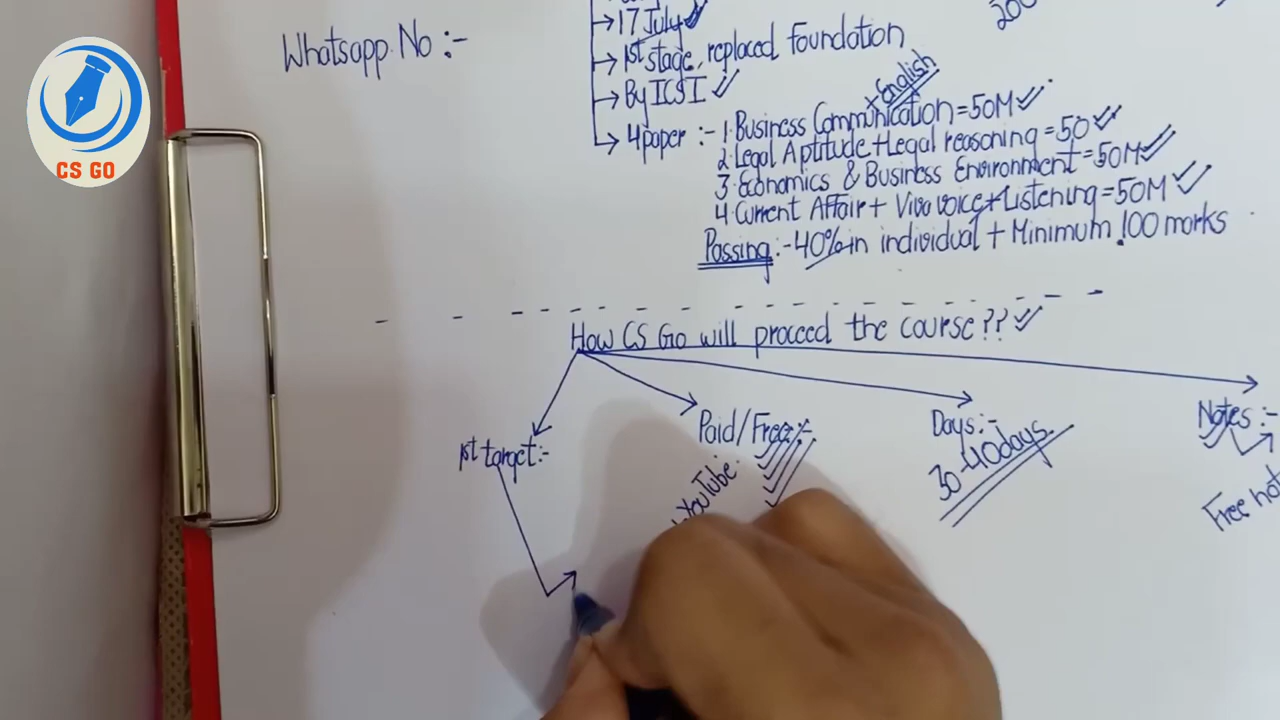 CS GO
Whatsapp No :-
17 July
1st stage, replaced Foundation
By ICSI
+ English
4 paper :- 1. Business Communication = 50M
2. Legal Aptitude + Legal reasoning = 50
3. Economics & Business Environment = 50M
4. Current Affair + Viva voice + Listening = 50M
Passing :- 40% in individual + Minimum 100 marks
How CS Go will proceed the course??
1st target :-
Paid/Free :-
YouTube :
Days :-
30-40days
Notes :-
Free